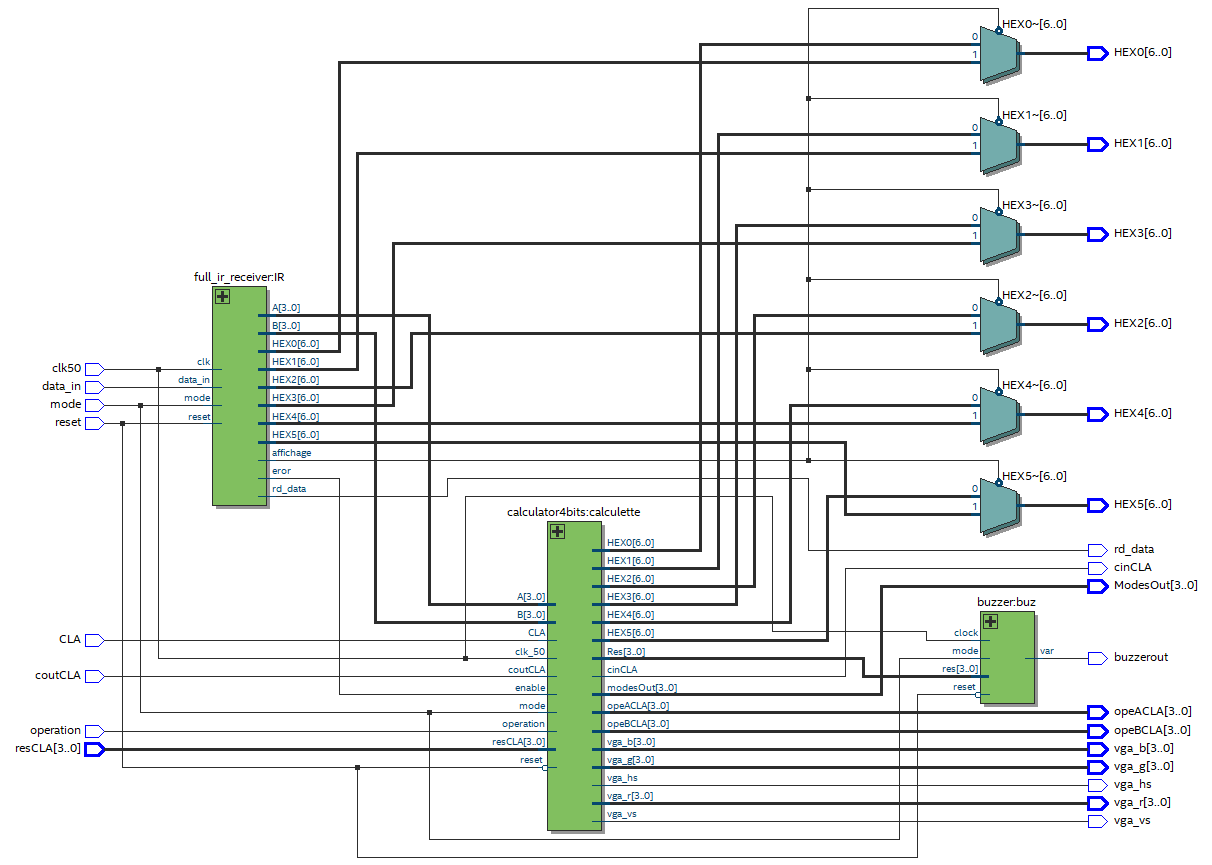 HEX0~[6..0]
0
1
HEX0[6..0]
HEX1~[6..0]
0
1
HEX1[6..0]
HEX3~[6..0]
0
1
HEX3[6..0]
HEX2~[6..0]
0
1
HEX2[6..0]
HEX4~[6..0]
0
1
HEX4[6..0]
HEX5~[6..0]
0
1
HEX5[6..0]
full_ir_receiver:IR
A[3..0]
B[3..0]
HEX0[6..0]
HEX1[6..0]
HEX2[6..0]
HEX3[6..0]
HEX4[6..0]
HEX5[6..0]
affichage
eror
rd_data
clk
data_in
mode
reset
clk50
data_in
mode
reset
calculator4bits:calculette
HEX0[6..0]
HEX1[6..0]
HEX2[6..0]
HEX3[6..0]
HEX4[6..0]
HEX5[6..0]
Res[3..0]
cinCLA
modesOut[3..0]
opeACLA[3..0]
opeBCLA[3..0]
vga_b[3..0]
vga_g[3..0]
vga_hs
vga_r[3..0]
vga_vs
A[3..0]
B[3..0]
CLA
clk_50
coutCLA
enable
mode
operation
resCLA[3..0]
reset
CLA
coutCLA
operation
resCLA[3..0]
buzzer:buz
clock
mode
res[3..0]
reset
var
rd_data
cinCLA
ModesOut[3..0]
buzzerout
opeACLA[3..0]
opeBCLA[3..0]
vga_b[3..0]
vga_g[3..0]
vga_hs
vga_r[3..0]
vga_vs